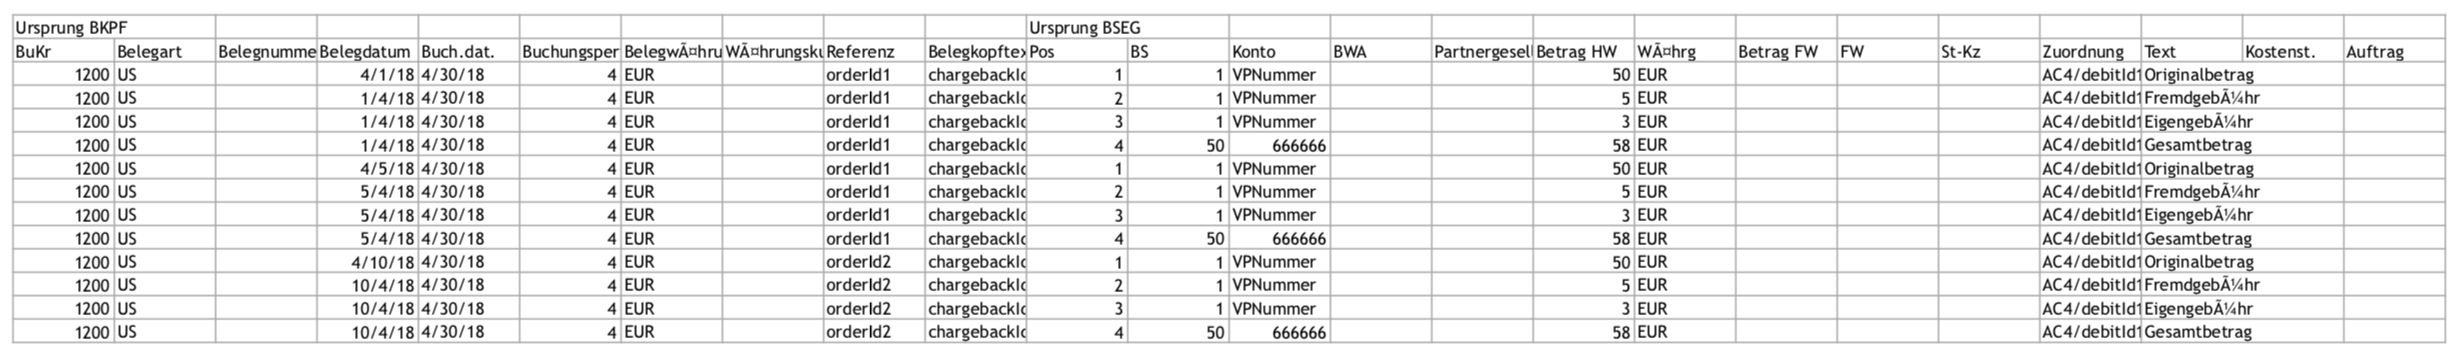 Ursprung BKPF Ursprung BSEG
BuKr Belegart Belegnumme Belegdatum Buch.dat. Buchungsper BelegwÃ¤hru WÃ¤hrungsku Referenz Belegkopftex Pos BS Konto BWA Partnergesel Betrag HW WÃ¤hrg Betrag FW FW St-Kz Zuordnung Text Kostenst. Auftrag
1200 US 4/1/18 4/30/18 4 EUR orderId1 chargebackId 1 1 VPNummer 50 EUR AC4/debitId1 Originalbetrag
1200 US 1/4/18 4/30/18 4 EUR orderId1 chargebackId 2 1 VPNummer 5 EUR AC4/debitId1 FremdgebÃ¼hr
1200 US 1/4/18 4/30/18 4 EUR orderId1 chargebackId 3 1 VPNummer 3 EUR AC4/debitId1 EigengebÃ¼hr
1200 US 1/4/18 4/30/18 4 EUR orderId1 chargebackId 4 50 666666 58 EUR AC4/debitId1 Gesamtbetrag
1200 US 4/5/18 4/30/18 4 EUR orderId1 chargebackId 1 1 VPNummer 50 EUR AC4/debitId1 Originalbetrag
1200 US 5/4/18 4/30/18 4 EUR orderId1 chargebackId 2 1 VPNummer 5 EUR AC4/debitId1 FremdgebÃ¼hr
1200 US 5/4/18 4/30/18 4 EUR orderId1 chargebackId 3 1 VPNummer 3 EUR AC4/debitId1 EigengebÃ¼hr
1200 US 5/4/18 4/30/18 4 EUR orderId1 chargebackId 4 50 666666 58 EUR AC4/debitId1 Gesamtbetrag
1200 US 4/10/18 4/30/18 4 EUR orderId2 chargebackId 1 1 VPNummer 50 EUR AC4/debitId1 Originalbetrag
1200 US 10/4/18 4/30/18 4 EUR orderId2 chargebackId 2 1 VPNummer 5 EUR AC4/debitId1 FremdgebÃ¼hr
1200 US 10/4/18 4/30/18 4 EUR orderId2 chargebackId 3 1 VPNummer 3 EUR AC4/debitId1 EigengebÃ¼hr
1200 US 10/4/18 4/30/18 4 EUR orderId2 chargebackId 4 50 666666 58 EUR AC4/debitId1 Gesamtbetrag